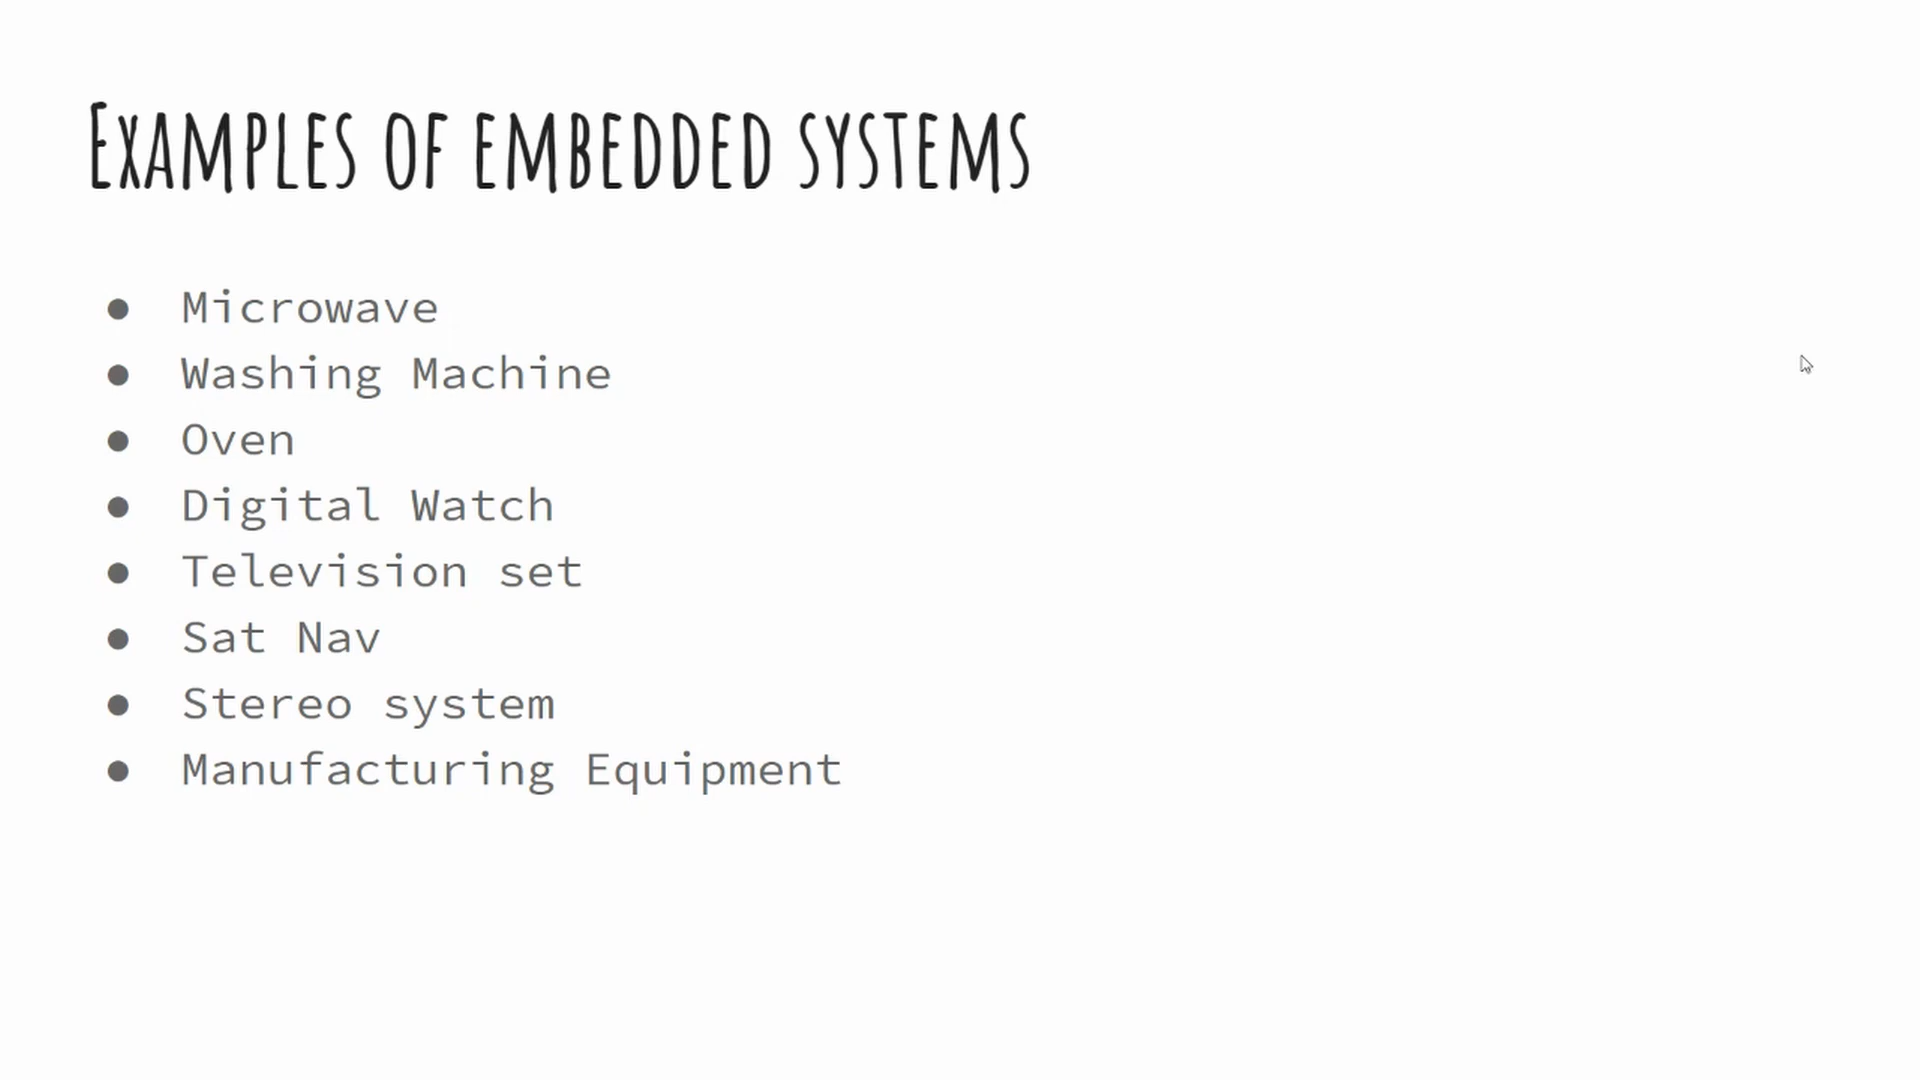 Examples of embedded systems
● Microwave
● Washing Machine
● Oven
● Digital Watch
● Television set
● Sat Nav
● Stereo system
● Manufacturing Equipment